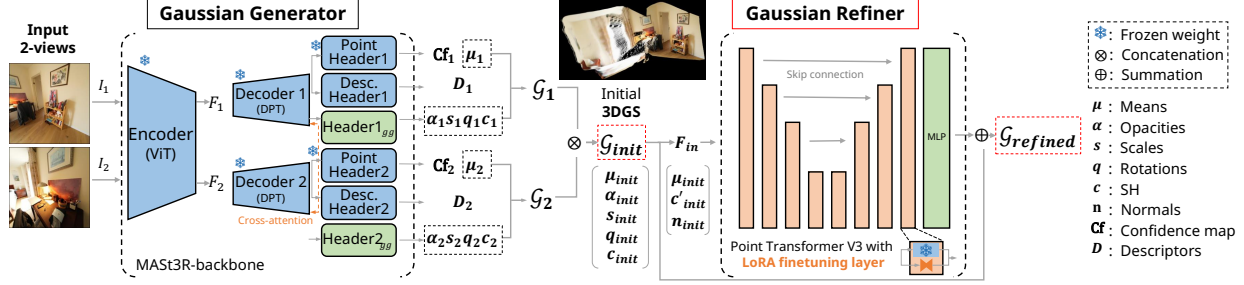 Input
2-views
I₁
I₂
Gaussian Generator
Encoder
(ViT)
F₁
F₂
Decoder 1
(DPT)
Decoder 2
(DPT)
Cross-attention
MASt3R-backbone
Point
Header1
Desc.
Header1
Header1gg
Point
Header2
Desc.
Header2
Header2gg
Cf₁ μ₁
D₁
α₁s₁q₁c₁
Cf₂ μ₂
D₂
α₂s₂q₂c₂
𝒢₁
𝒢₂
⊗
Initial
3DGS
𝒢init
μinit
αinit
sinit
qinit
cinit
Fin
μinit
c′init
ninit
Gaussian Refiner
Skip connection
MLP
Point Transformer V3 with
LoRA finetuning layer
⊕
𝒢refined
: Frozen weight
⊗: Concatenation
⊕: Summation
μ : Means
α : Opacities
s : Scales
q : Rotations
c : SH
n : Normals
Cf : Confidence map
D : Descriptors